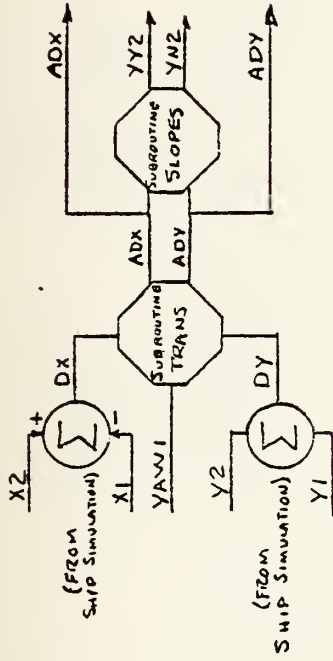 X2
+
Σ
DX
-
X1
(FROM
SHIP SIMULATION)
YAW1
SUBROUTINE
TRANS
ADX
ADY
SUBROUTINE
SLOPES
ADX
YY2
YN2
ADY
Y2
Σ
DY
Y1
(FROM
SHIP SIMULATION)